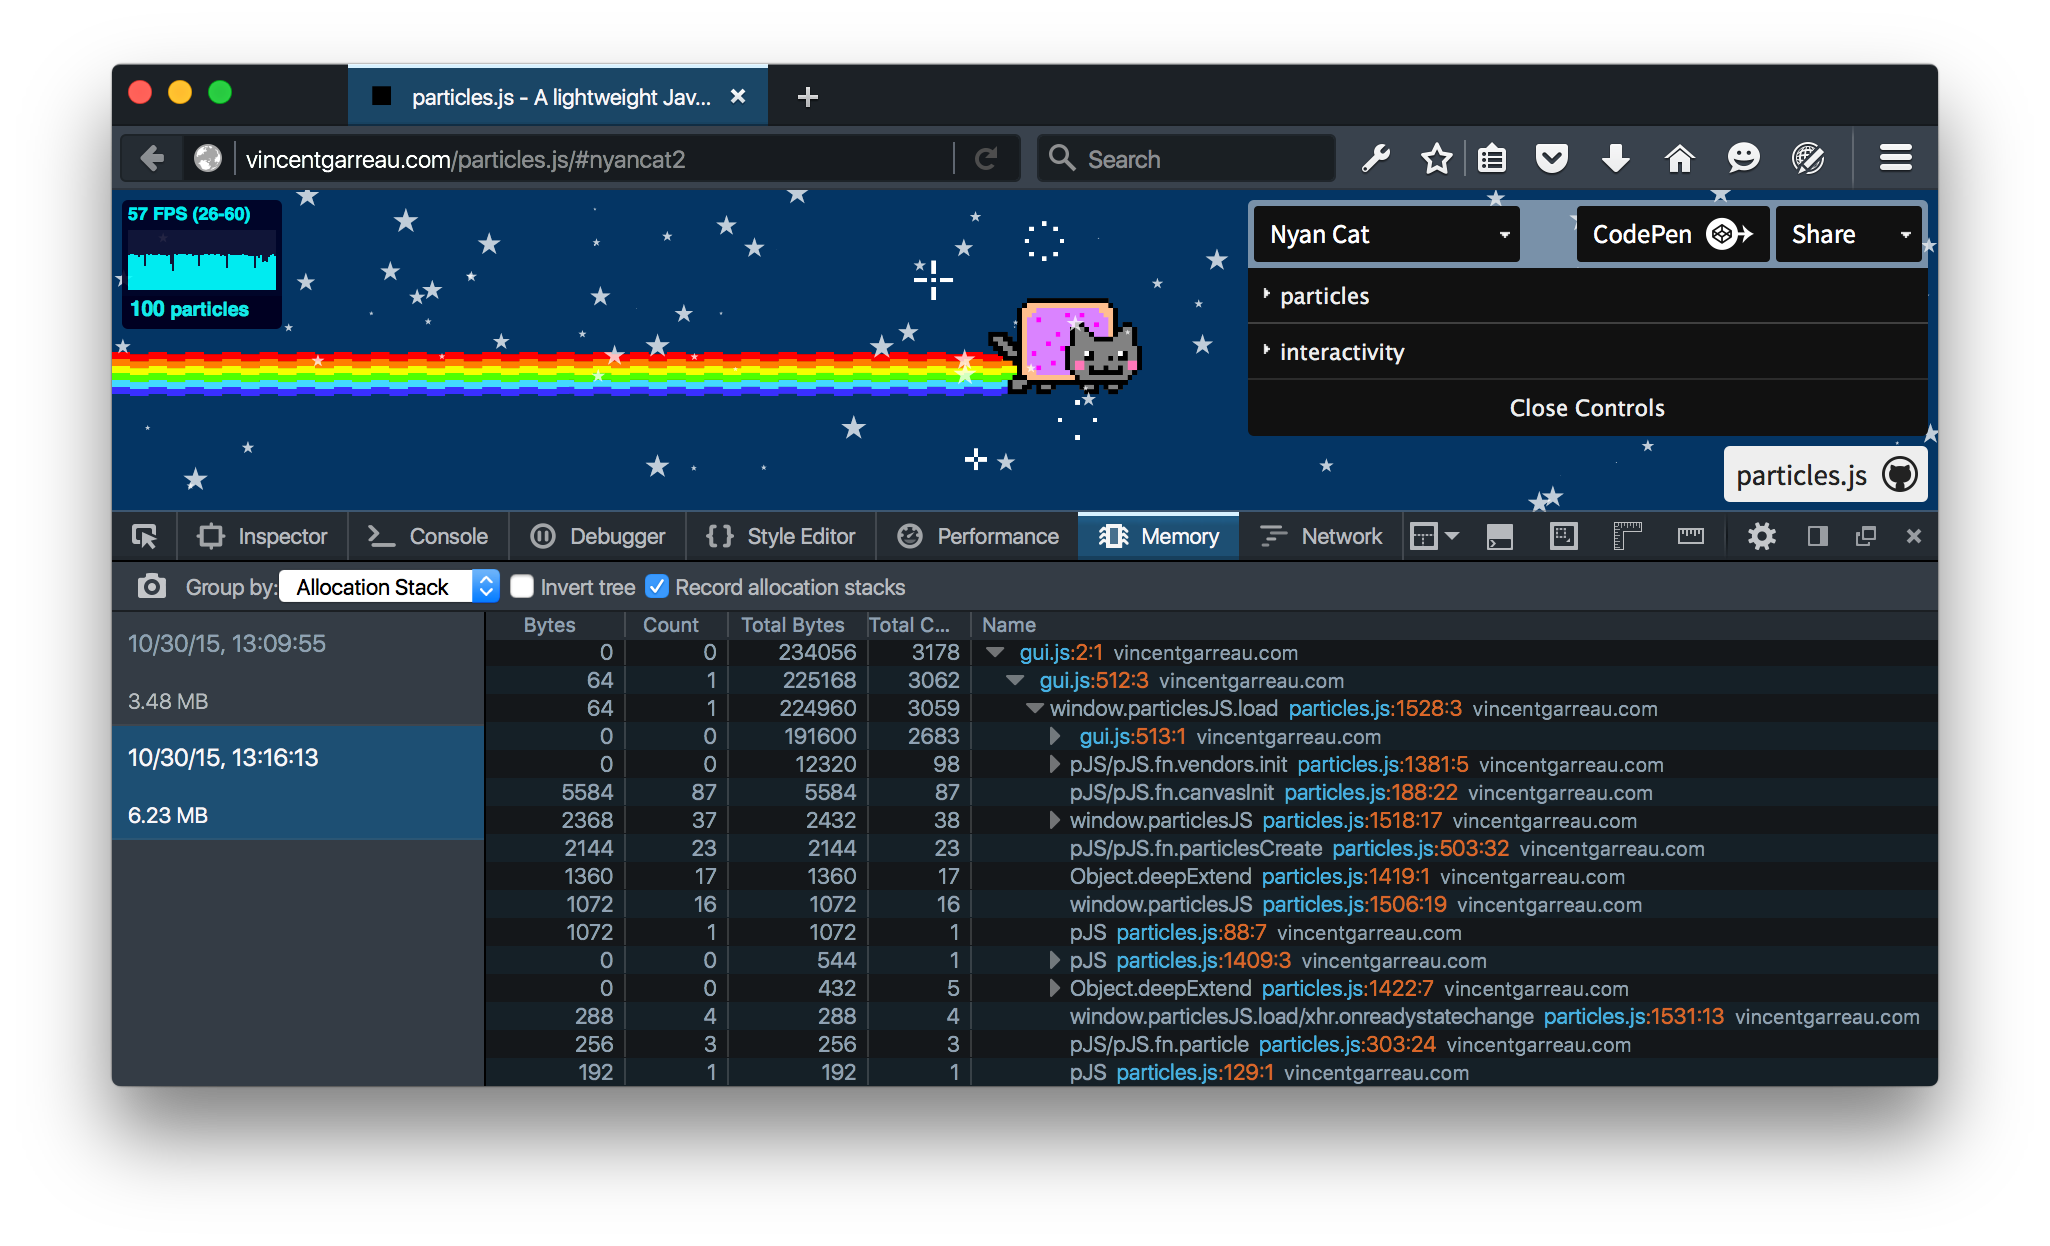 particles.js - A lightweight Jav...
vincentgarreau.com/particles.js/#nyancat2
Search
57 FPS (26-60)
100 particles
Nyan Cat
CodePen
Share
particles
interactivity
Close Controls
particles.js
Inspector Console Debugger Style Editor Performance Memory Network
Group by: Allocation Stack Invert tree Record allocation stacks
10/30/15, 13:09:55
3.48 MB
10/30/15, 13:16:13
6.23 MB
Bytes Count Total Bytes Total C... Name
0 0 234056 3178 gui.js:2:1 vincentgarreau.com
64 1 225168 3062 gui.js:512:3 vincentgarreau.com
64 1 224960 3059 window.particlesJS.load particles.js:1528:3 vincentgarreau.com
0 0 191600 2683 gui.js:513:1 vincentgarreau.com
0 0 12320 98 pJS/pJS.fn.vendors.init particles.js:1381:5 vincentgarreau.com
5584 87 5584 87 pJS/pJS.fn.canvasInit particles.js:188:22 vincentgarreau.com
2368 37 2432 38 window.particlesJS particles.js:1518:17 vincentgarreau.com
2144 23 2144 23 pJS/pJS.fn.particlesCreate particles.js:503:32 vincentgarreau.com
1360 17 1360 17 Object.deepExtend particles.js:1419:1 vincentgarreau.com
1072 16 1072 16 window.particlesJS particles.js:1506:19 vincentgarreau.com
1072 1 1072 1 pJS particles.js:88:7 vincentgarreau.com
0 0 544 1 pJS particles.js:1409:3 vincentgarreau.com
0 0 432 5 Object.deepExtend particles.js:1422:7 vincentgarreau.com
288 4 288 4 window.particlesJS.load/xhr.onreadystatechange particles.js:1531:13 vincentgarreau.com
256 3 256 3 pJS/pJS.fn.particle particles.js:303:24 vincentgarreau.com
192 1 192 1 pJS particles.js:129:1 vincentgarreau.com